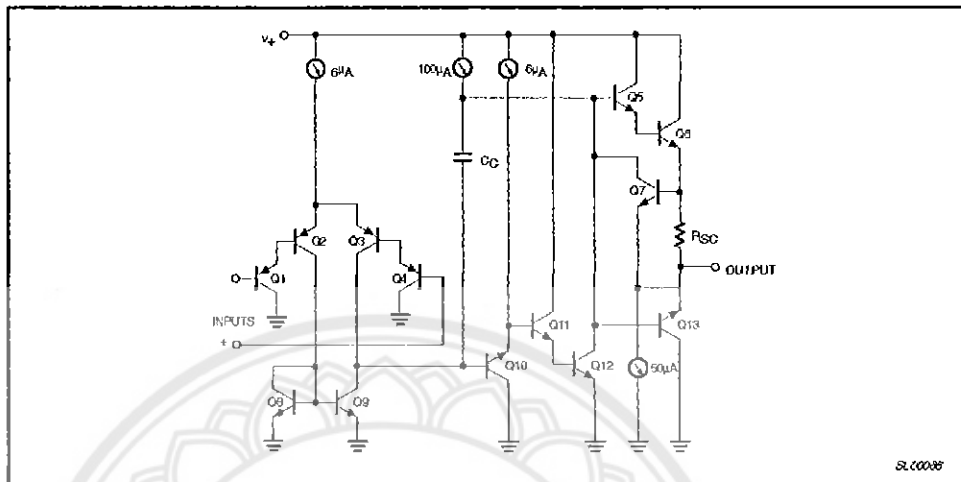 V+
6µA
100µA
6µA
Q5
Q6
CC
Q7
Q2
Q3
RSC
Q1
Q4
OUTPUT
INPUTS
+
Q11
Q13
Q10
Q12
50µA
Q8
Q9
SL00086